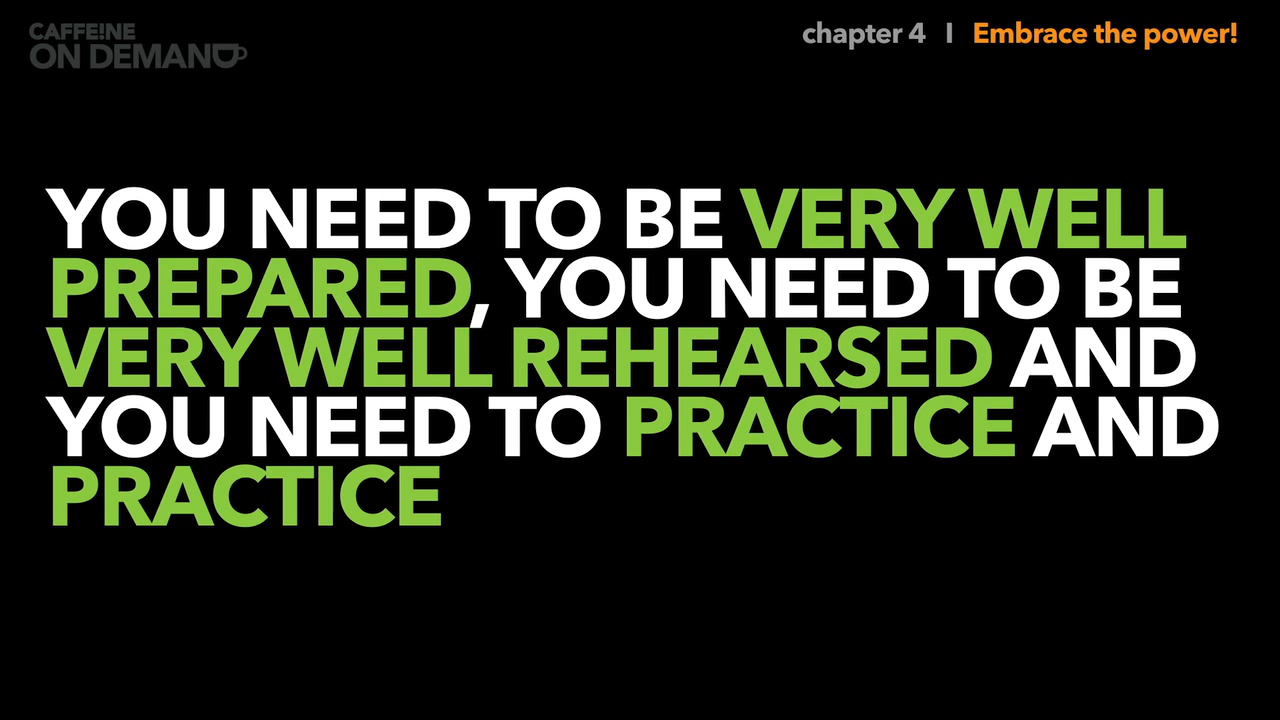 CAFFE!NE
ON DEMAND
chapter 4 | Embrace the power!
YOU NEED TO BE VERY WELL
PREPARED, YOU NEED TO BE
VERY WELL REHEARSED AND
YOU NEED TO PRACTICE AND
PRACTICE